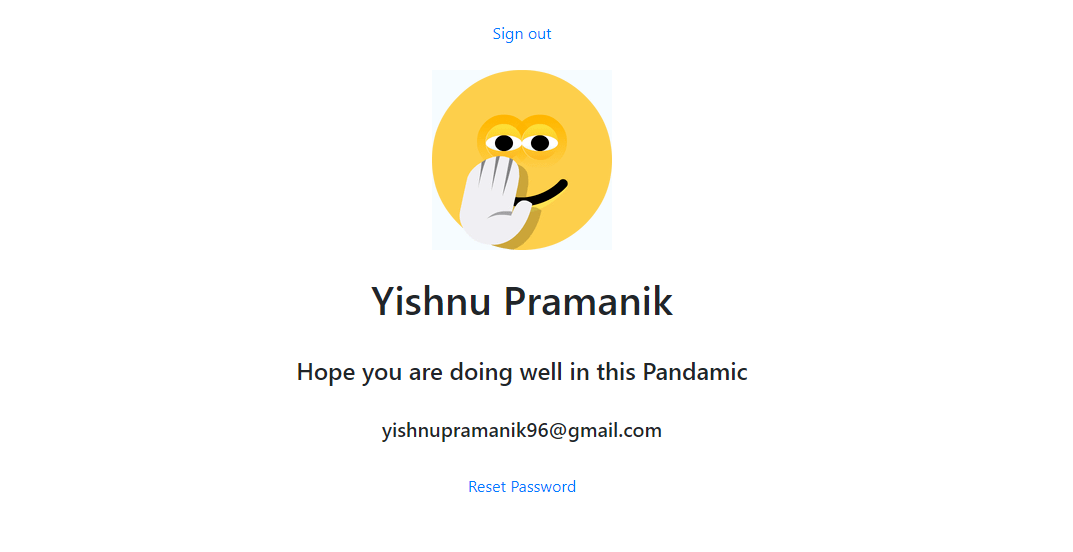 Sign out
Yishnu Pramanik
Hope you are doing well in this Pandamic
yishnupramanik96@gmail.com
Reset Password